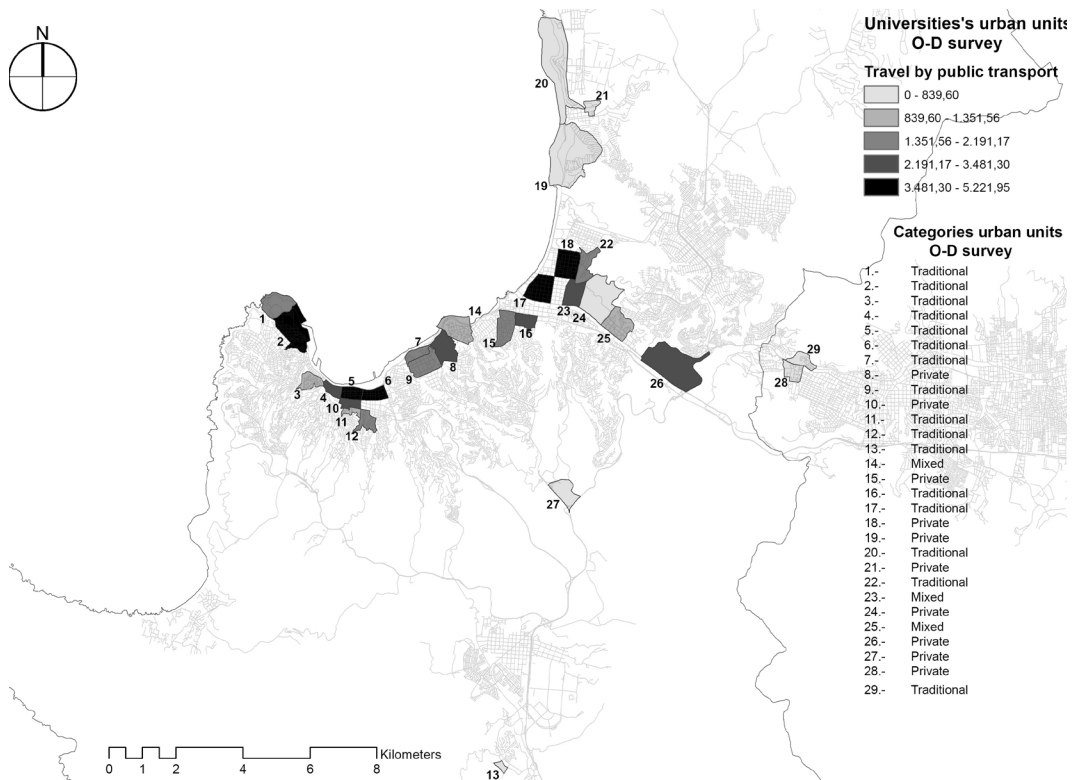 N
Universities's urban units
O-D survey
Travel by public transport
0 - 839,60
839,60 - 1.351,56
1.351,56 - 2.191,17
2.191,17 - 3.481,30
3.481,30 - 5.221,95
Categories urban units
O-D survey
1.- Traditional
2.- Traditional
3.- Traditional
4.- Traditional
5.- Traditional
6.- Traditional
7.- Traditional
8.- Private
9.- Traditional
10.- Private
11.- Traditional
12.- Traditional
13.- Traditional
14.- Mixed
15.- Private
16.- Traditional
17.- Traditional
18.- Private
19.- Private
20.- Traditional
21.- Private
22.- Traditional
23.- Mixed
24.- Private
25.- Mixed
26.- Private
27.- Private
28.- Private
29.- Traditional
20
21
19
18
22
17
23
24
25
14
15
16
1
2
7
8
9
26
29
28
3
4
5
6
10
11
12
27
13
Kilometers
0 1 2 4 6 8